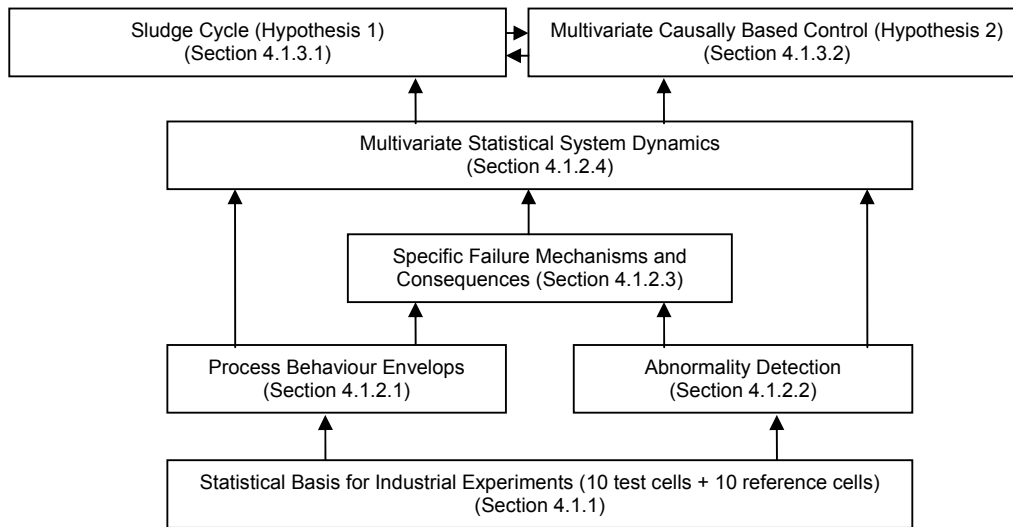 Sludge Cycle (Hypothesis 1)
(Section 4.1.3.1)
Multivariate Causally Based Control (Hypothesis 2)
(Section 4.1.3.2)
Multivariate Statistical System Dynamics
(Section 4.1.2.4)
Specific Failure Mechanisms and
Consequences (Section 4.1.2.3)
Process Behaviour Envelops
(Section 4.1.2.1)
Abnormality Detection
(Section 4.1.2.2)
Statistical Basis for Industrial Experiments (10 test cells + 10 reference cells)
(Section 4.1.1)